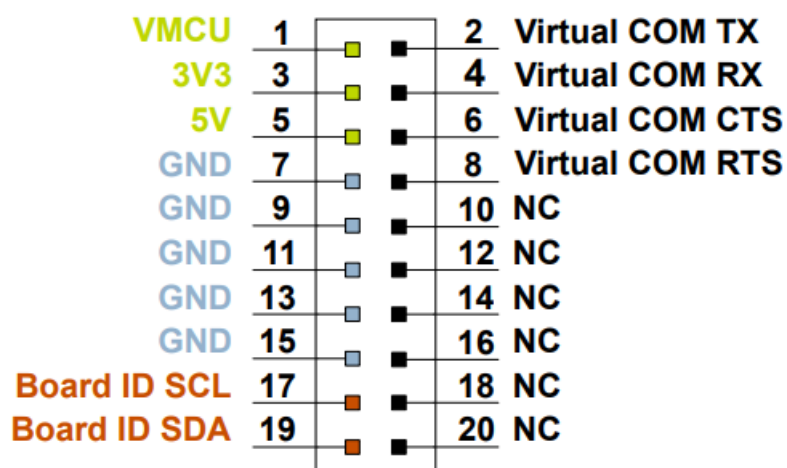 VMCU 1 2 Virtual COM TX
3V3 3 4 Virtual COM RX
5V 5 6 Virtual COM CTS
GND 7 8 Virtual COM RTS
GND 9 10 NC
GND 11 12 NC
GND 13 14 NC
GND 15 16 NC
Board ID SCL 17 18 NC
Board ID SDA 19 20 NC